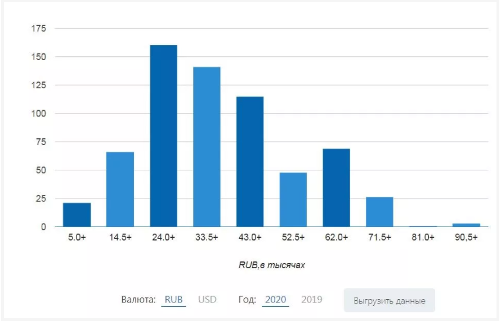 175
150
125
100
75
50
25
0
5.0+ 14.5+ 24.0+ 33.5+ 43.0+ 52.5+ 62.0+ 71.5+ 81.0+ 90,5+
RUB,в тысячах
Валюта: RUB USD Год: 2020 2019 Выгрузить данные